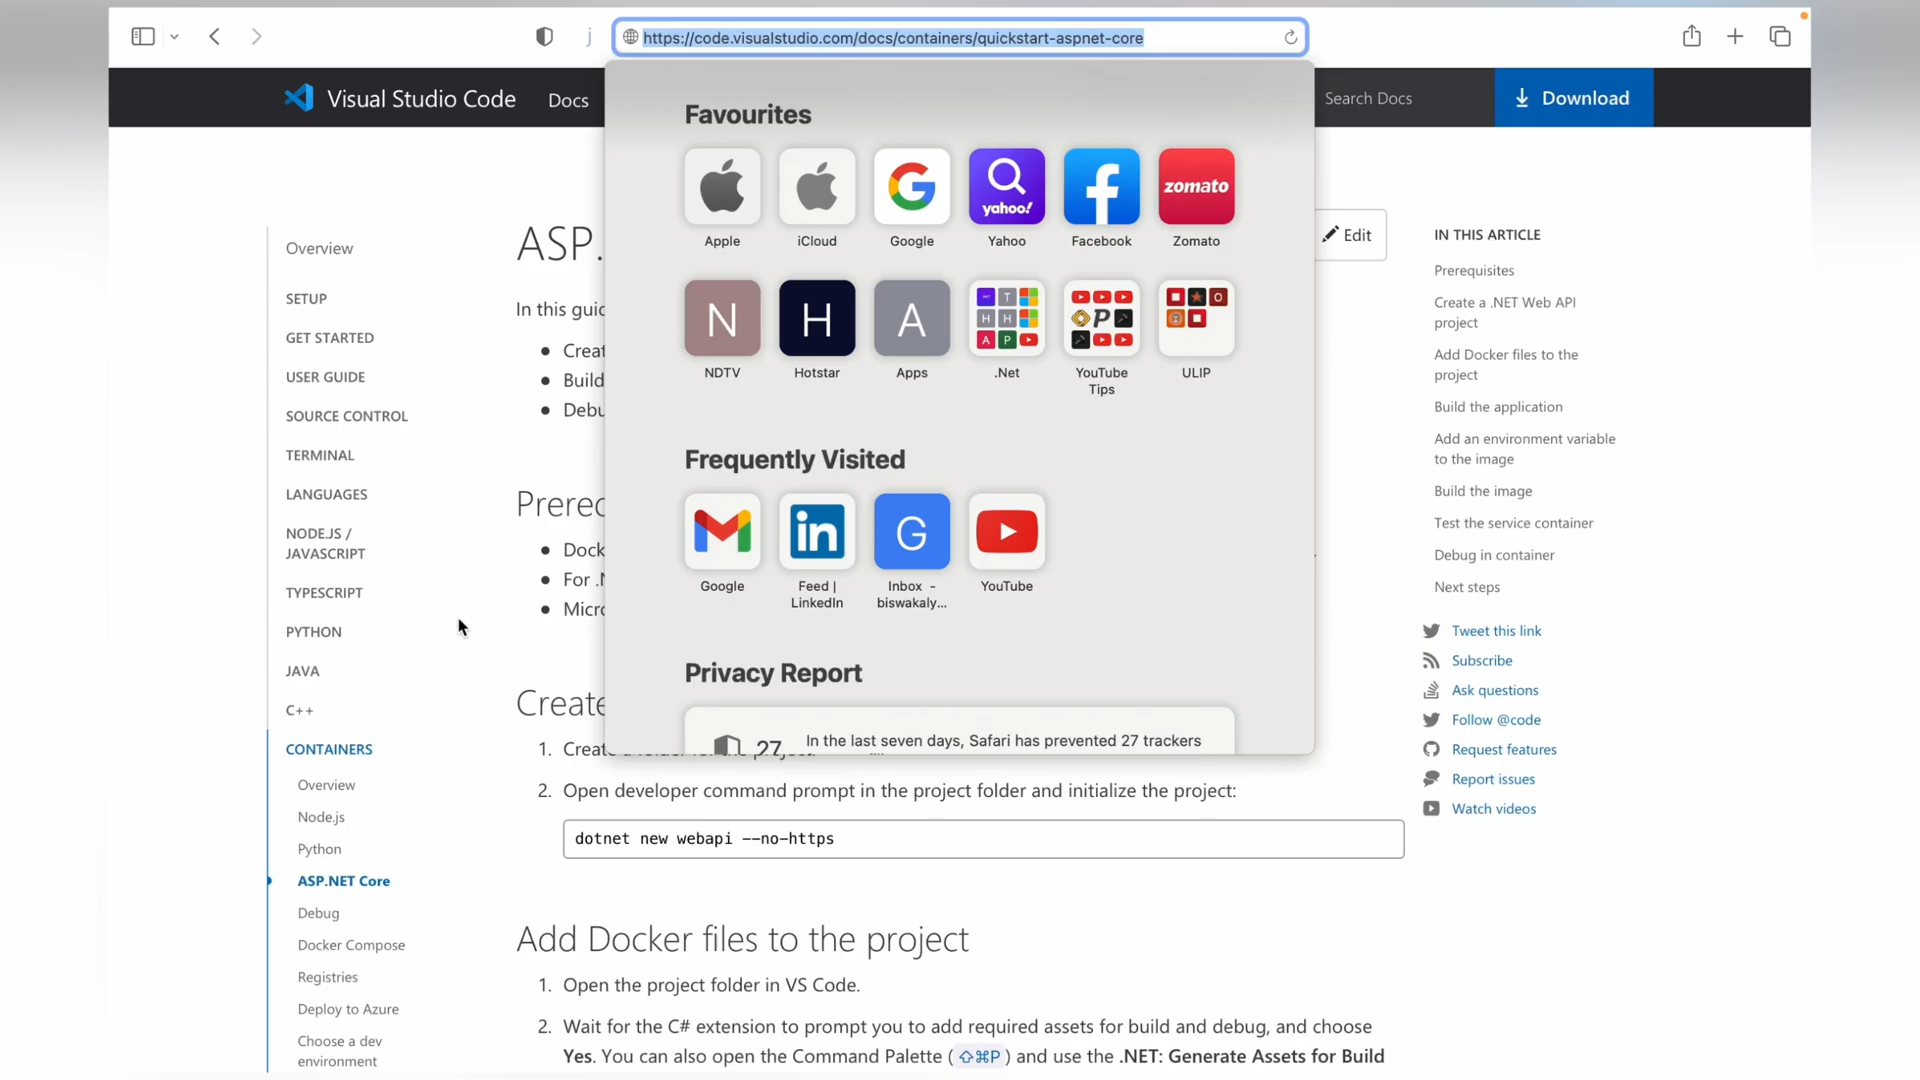 j
https://code.visualstudio.com/docs/containers/quickstart-aspnet-core
Visual Studio Code
Docs
Search Docs
Download
Favourites
yahoo!
zomato
Apple
iCloud
Google
Yahoo
Facebook
Zomato
N
H
A
NDTV
Hotstar
Apps
.Net
YouTube
Tips
ULIP
Frequently Visited
in
G
Google
Feed |
LinkedIn
Inbox -
biswakaly...
YouTube
Privacy Report
27
In the last seven days, Safari has prevented 27 trackers
Overview
SETUP
GET STARTED
USER GUIDE
SOURCE CONTROL
TERMINAL
LANGUAGES
NODE.JS /
JAVASCRIPT
TYPESCRIPT
PYTHON
JAVA
C++
CONTAINERS
Overview
Node.js
Python
ASP.NET Core
Debug
Docker Compose
Registries
Deploy to Azure
Choose a dev
environment
ASP.
Edit
In this guid
Creat
Build
Debu
Prerec
Dock
For .N
Micro
Create
1. Create a folder for the project.
2. Open developer command prompt in the project folder and initialize the project:
dotnet new webapi --no-https
Add Docker files to the project
1. Open the project folder in VS Code.
2. Wait for the C# extension to prompt you to add required assets for build and debug, and choose
Yes. You can also open the Command Palette (⇧⌘P) and use the .NET: Generate Assets for Build
IN THIS ARTICLE
Prerequisites
Create a .NET Web API
project
Add Docker files to the
project
Build the application
Add an environment variable
to the image
Build the image
Test the service container
Debug in container
Next steps
Tweet this link
Subscribe
Ask questions
Follow @code
Request features
Report issues
Watch videos